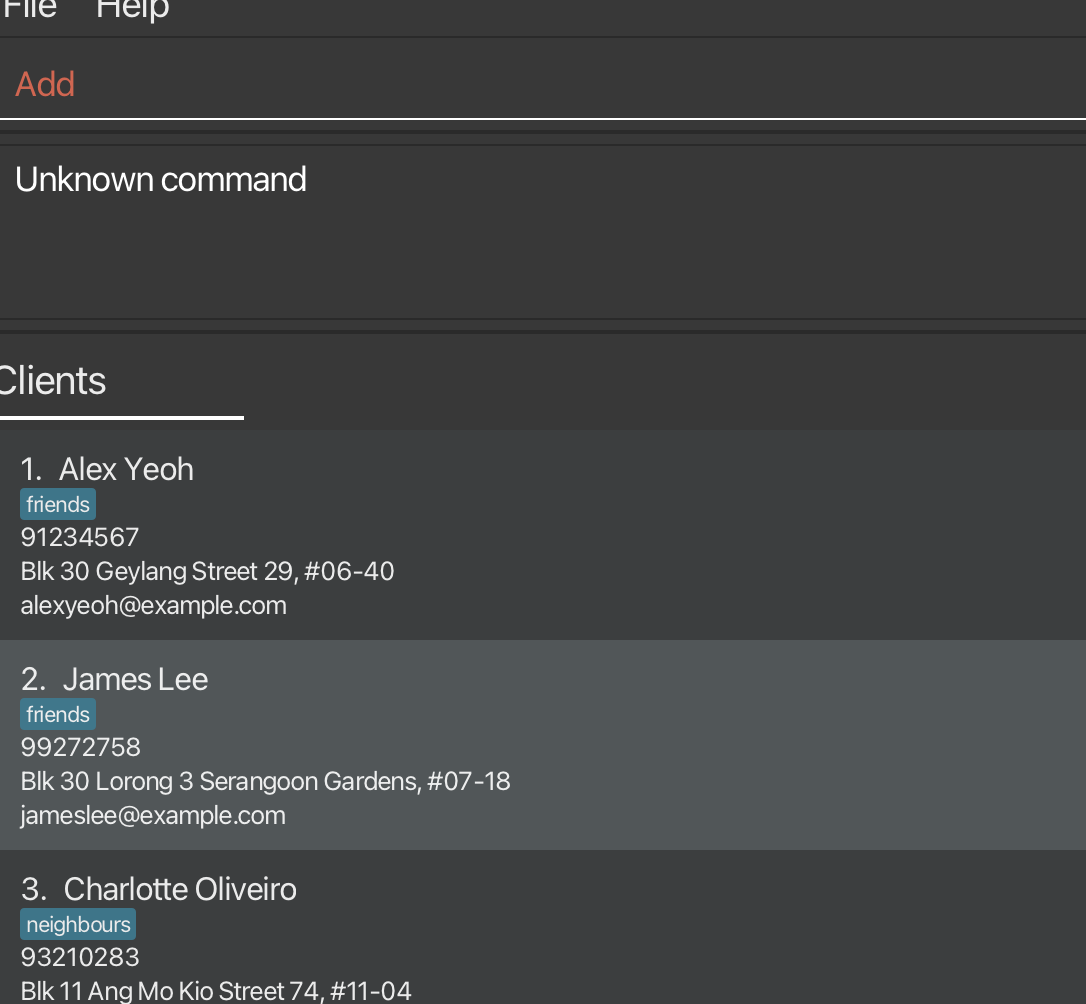 File Help
Add
Unknown command
Clients
1. Alex Yeoh
friends
91234567
Blk 30 Geylang Street 29, #06-40
alexyeoh@example.com
2. James Lee
friends
99272758
Blk 30 Lorong 3 Serangoon Gardens, #07-18
jameslee@example.com
3. Charlotte Oliveiro
neighbours
93210283
Blk 11 Ang Mo Kio Street 74, #11-04